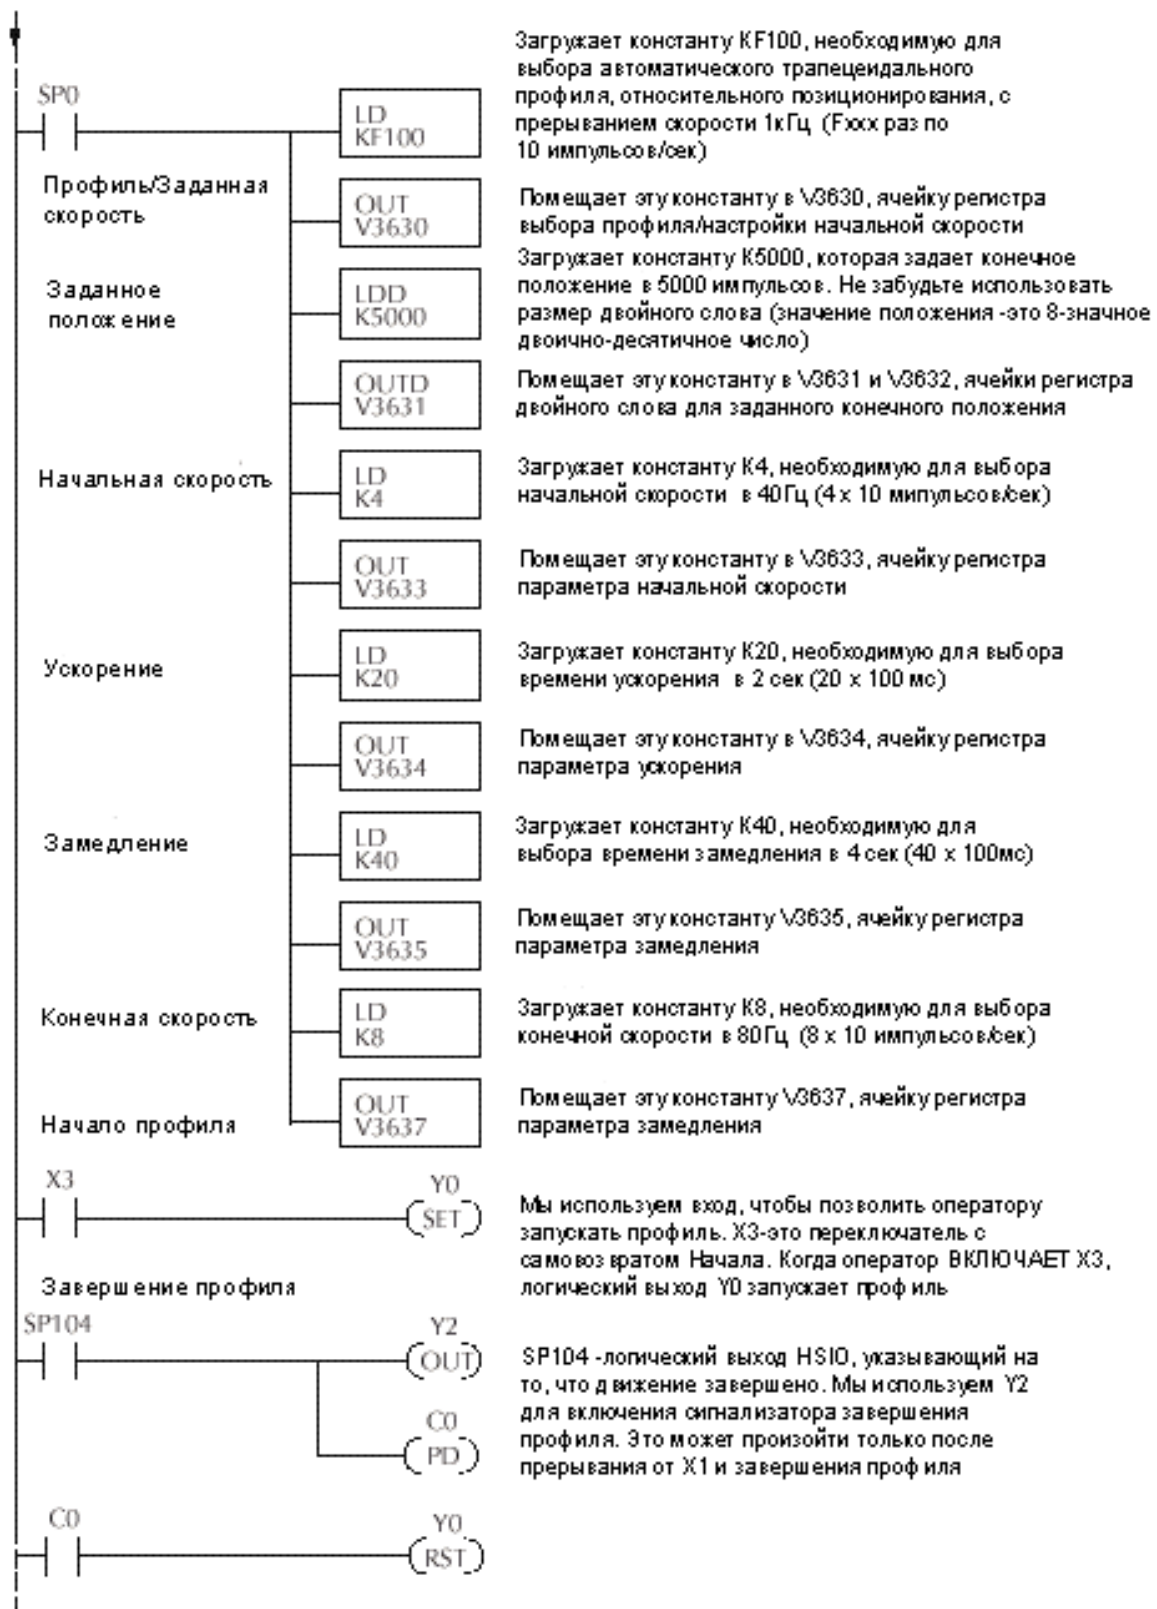 Загружает константу KF100, необходимую для
выбора автоматического трапецеидального
профиля, относительного позиционирования, с
прерыванием скорости 1кГц (Fxxx раз по
10 импульсов/сек)
SP0
LD
KF100
Профиль/Заданная
скорость
OUT
V3630
Помещает эту константу в V3630, ячейку регистра
выбора профиля/настройки начальной скорости
Заданное
положение
LDD
K5000
Загружает константу K5000, которая задает конечное
положение в 5000 импульсов. Не забудьте использовать
размер двойного слова (значение положения -это 8-значное
двоично-десятичное число)
OUTD
V3631
Помещает эту константу в V3631 и V3632, ячейки регистра
двойного слова для заданного конечного положения
Начальная скорость
LD
K4
Загружает константу K4, необходимую для выбора
начальной скорости в 40Гц (4 x 10 мипульсов/сек)
OUT
V3633
Помещает эту константу в V3633, ячейку регистра
параметра начальной скорости
Ускорение
LD
K20
Загружает константу K20, необходимую для выбора
времени ускорения в 2 сек (20 x 100 мс)
OUT
V3634
Помещает эту константу в V3634, ячейку регистра
параметра ускорения
Замедление
LD
K40
Загружает константу K40, необходимую для
выбора времени замедления в 4 сек (40 x 100мс)
OUT
V3635
Помещает эту константу V3635, ячейку регистра
параметра замедления
Конечная скорость
LD
K8
Загружает константу K8, необходимую для выбора
конечной скорости в 80Гц (8 x 10 импульсов/сек)
Начало профиля
OUT
V3637
Помещает эту константу V3637, ячейку регистра
параметра замедления
X3
Y0
SET
Мы используем вход, чтобы позволить оператору
запускать профиль. X3-это переключатель с
самовозвратом Начала. Когда оператор ВКЛЮЧАЕТ X3,
логический выход Y0 запускает профиль
Завершение профиля
SP104
Y2
OUT
C0
PD
SP104 -логический выход HSIO, указывающий на
то, что движение завершено. Мы используем Y2
для включения сигнализатора завершения
профиля. Это может произойти только после
прерывания от X1 и завершения профиля
C0
Y0
RST